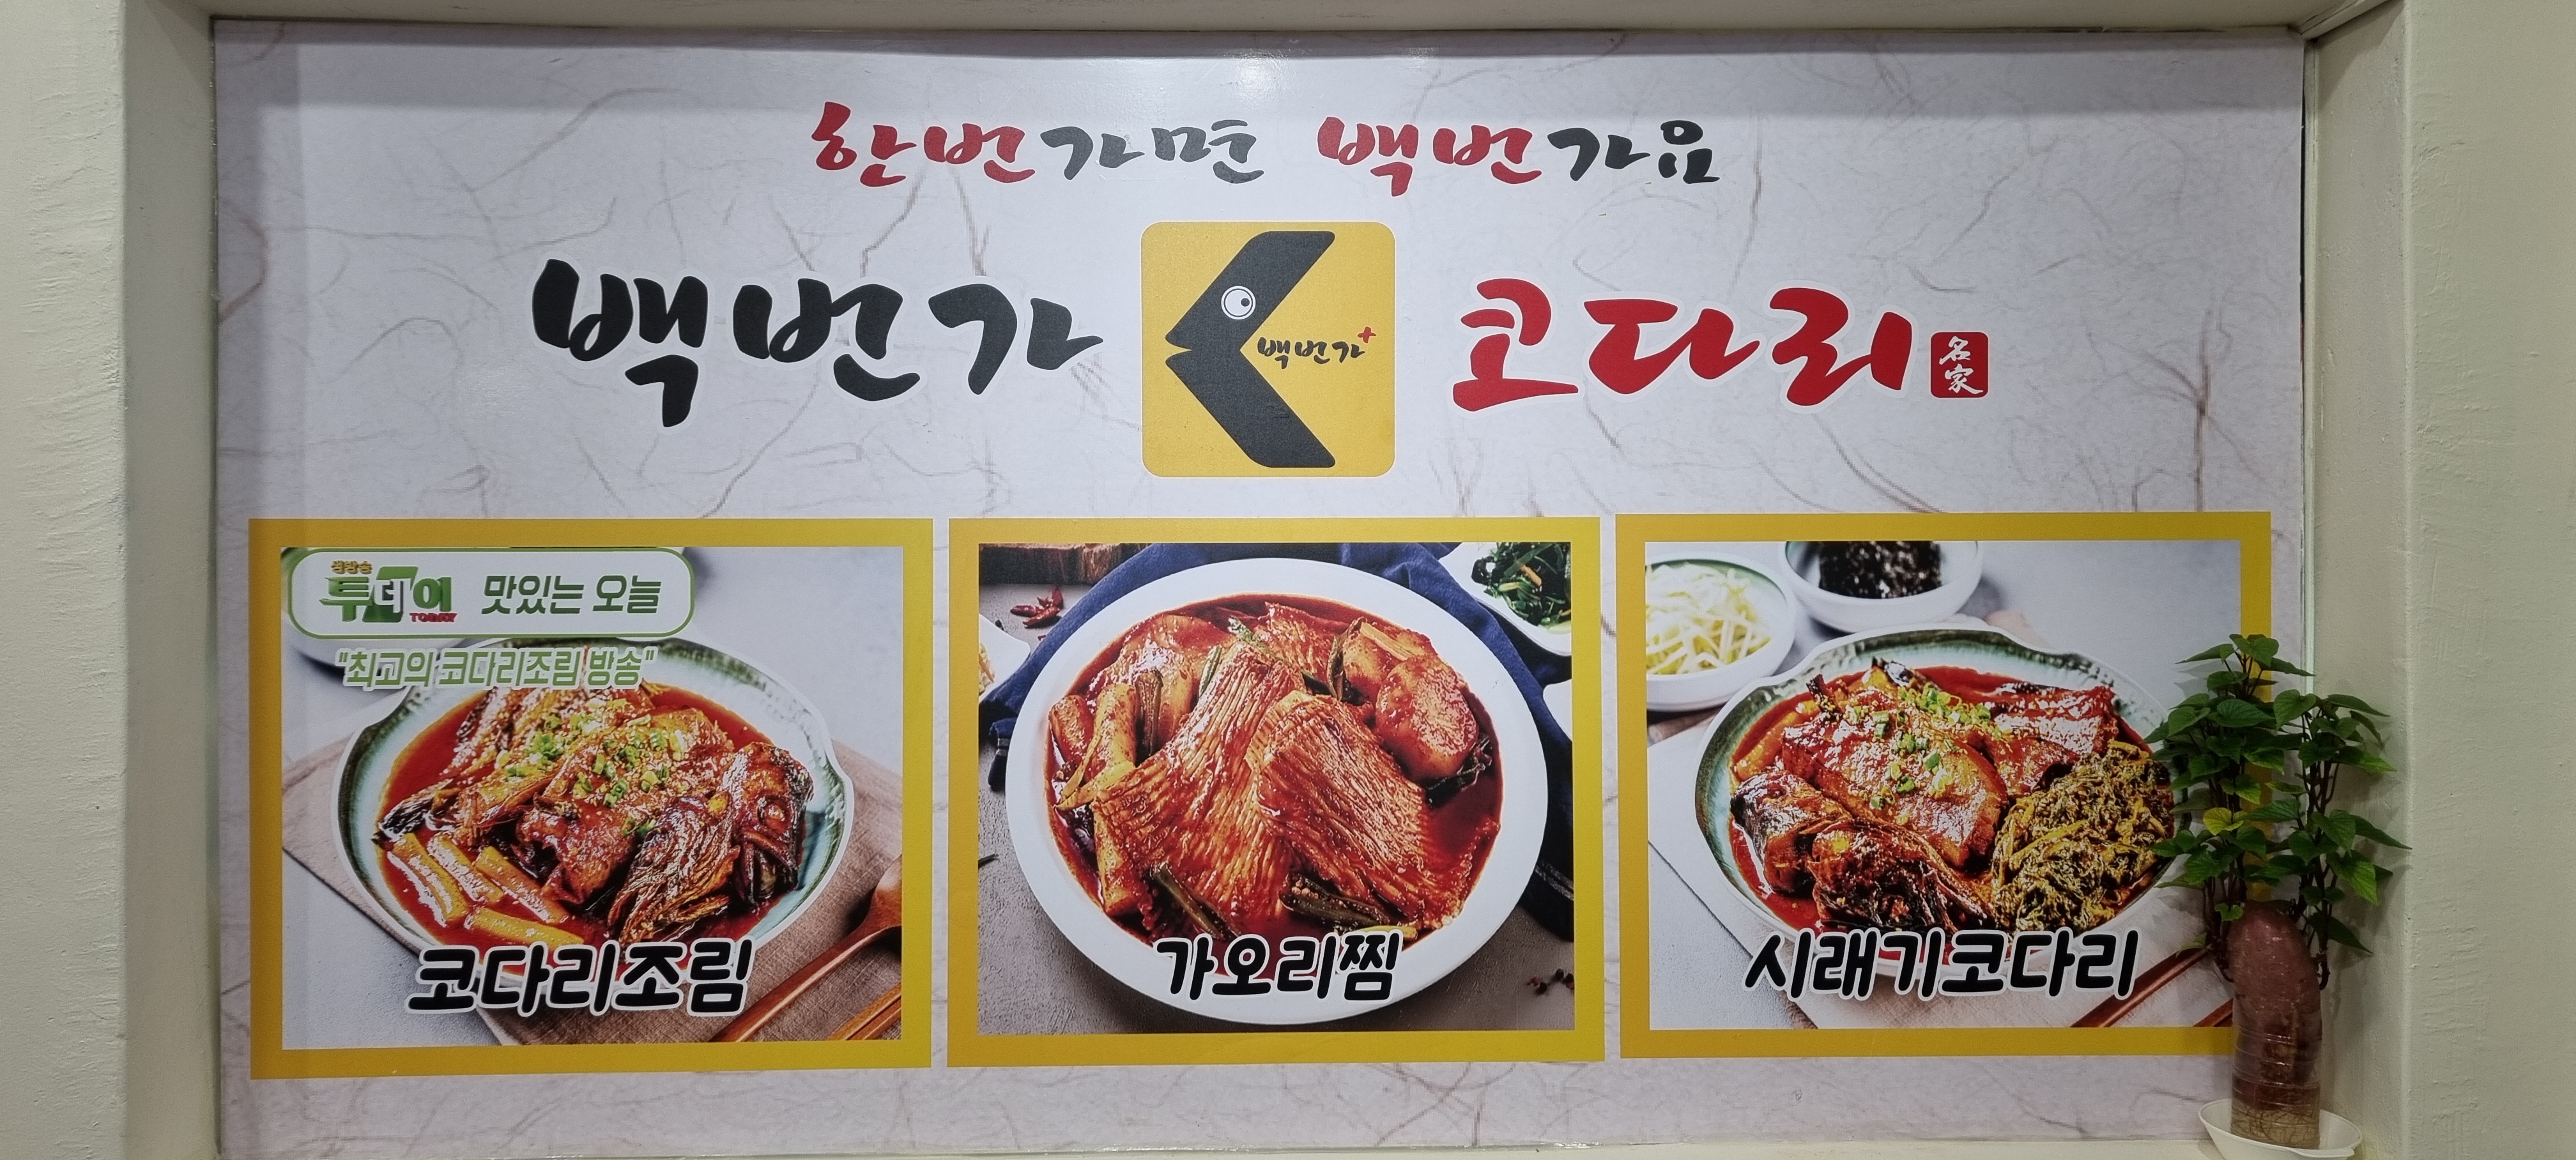 한번가면 백번가요
백번가
백번가+
코다리
名家
생방송
투데이
TODAY
맛있는 오늘
"최고의 코다리조림 방송"
코다리조림
가오리찜
시래기코다리